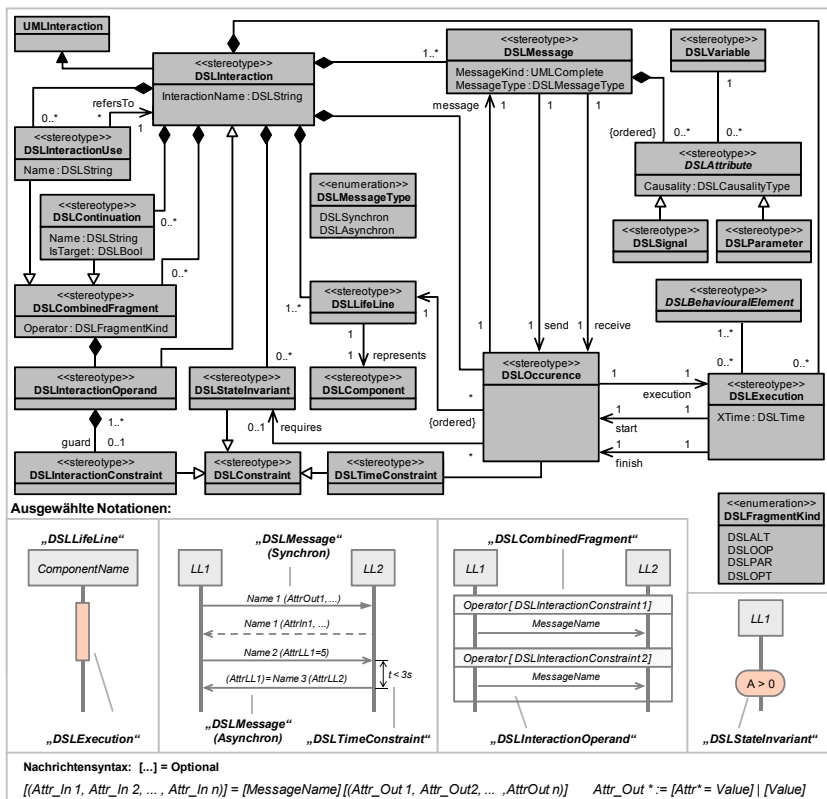 UMLInteraction
<<stereotype>>
DSLInteraction
InteractionName : DSLString
1..*
<<stereotype>>
DSLMessage
MessageKind : UMLComplete
MessageType : DSLMessageType
<<stereotype>>
DSLVariable
refersTo
0..*
*
1
message
1
1
1
1
<<stereotype>>
DSLInteractionUse
Name : DSLString
{ordered}
0..*
0..*
<<stereotype>>
DSLAttribute
Causality : DSLCausalityType
<<enumeration>>
DSLMessageType
DSLSynchron
DSLAsynchron
<<stereotype>>
DSLContinuation
Name : DSLString
IsTarget : DSLBool
0..*
<<stereotype>>
DSLSignal
<<stereotype>>
DSLParameter
0..*
<<stereotype>>
DSLCombinedFragment
Operator : DSLFragmentKind
1..*
<<stereotype>>
DSLLifeLine
1
<<stereotype>>
DSLBehaviouralElement
1
1
represents
1
1
send
1
receive
1..*
0..*
0..*
<<stereotype>>
DSLInteractionOperand
0..*
<<stereotype>>
DSLStateInvariant
<<stereotype>>
DSLComponent
<<stereotype>>
DSLOccurence
1
1
execution
<<stereotype>>
DSLExecution
XTime : DSLTime
1..*
guard
0..1
0..1
requires
*
{ordered}
*
1
1
start
1
1
finish
<<stereotype>>
DSLInteractionConstraint
<<stereotype>>
DSLConstraint
<<stereotype>>
DSLTimeConstraint
<<enumeration>>
DSLFragmentKind
DSLALT
DSLOOP
DSLPAR
DSLOPT
Ausgewählte Notationen:
„DSLLifeLine“
ComponentName
„DSLExecution“
„DSLMessage“
(Synchron)
LL1
LL2
Name 1 (AttrOut1, ...)
Name 1 (AttrIn1, ...)
Name 2 (AttrLL1=5)
t < 3s
(AttrLL1)= Name 3 (AttrLL2)
„DSLMessage“
(Asynchron)
„DSLTimeConstraint“
„DSLCombinedFragment“
LL1
LL2
Operator [ DSLInteractionConstraint 1]
MessageName
Operator [ DSLInteractionConstraint 2]
MessageName
„DSLInteractionOperand“
LL1
A > 0
„DSLStateInvariant“
Nachrichtensyntax: [...] = Optional
[(Attr_In 1, Attr_In 2, ... , Attr_In n)] = [MessageName] [(Attr_Out 1, Attr_Out2, ... ,AttrOut n)] Attr_Out * := [Attr* = Value] | [Value]